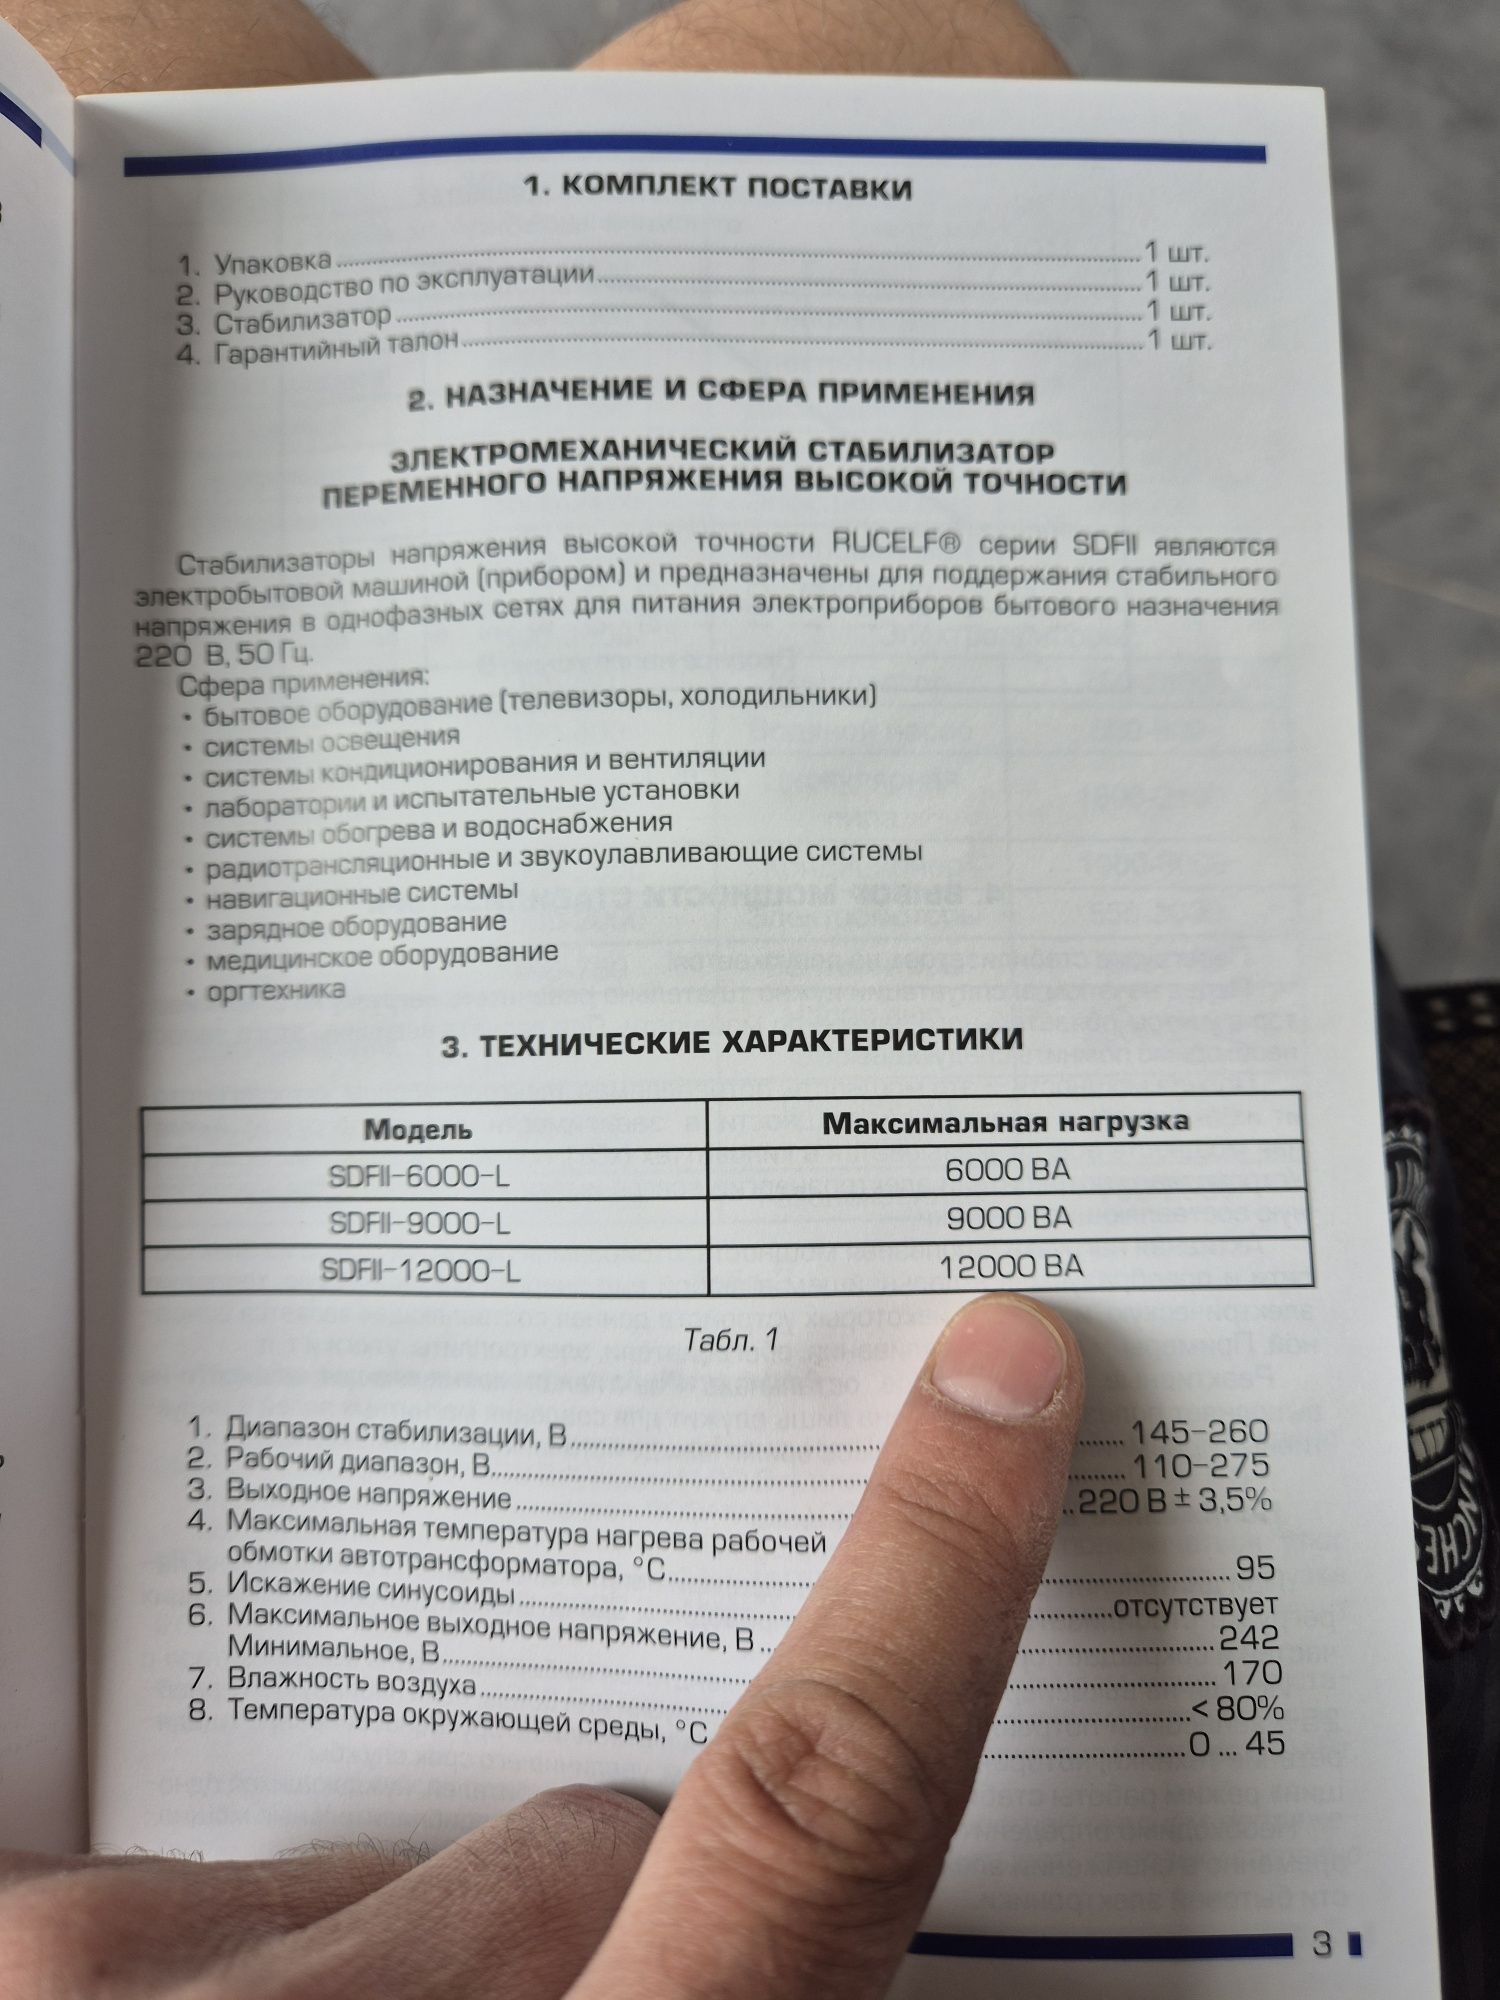 1. КОМПЛЕКТ ПОСТАВКИ
1. Упаковка 1 шт.
2. Руководство по эксплуатации 1 шт.
3. Стабилизатор 1 шт.
4. Гарантийный талон 1 шт.
2. НАЗНАЧЕНИЕ И СФЕРА ПРИМЕНЕНИЯ
ЭЛЕКТРОМЕХАНИЧЕСКИЙ СТАБИЛИЗАТОР
ПЕРЕМЕННОГО НАПРЯЖЕНИЯ ВЫСОКОЙ ТОЧНОСТИ
Стабилизаторы напряжения высокой точности RUCELF® серии SDFII являются
электробытовой машиной (прибором) и предназначены для поддержания стабильного
напряжения в однофазных сетях для питания электроприборов бытового назначения
220 В, 50 Гц.
Сфера применения:
• бытовое оборудование (телевизоры, холодильники)
• системы освещения
• системы кондиционирования и вентиляции
• лаборатории и испытательные установки
• системы обогрева и водоснабжения
• радиотрансляционные и звукоулавливающие системы
• навигационные системы
• зарядное оборудование
• медицинское оборудование
• оргтехника
3. ТЕХНИЧЕСКИЕ ХАРАКТЕРИСТИКИ
Модель Максимальная нагрузка
SDFII-6000-L 6000 ВА
SDFII-9000-L 9000 ВА
SDFII-12000-L 12000 ВА
Табл. 1
1. Диапазон стабилизации, В 145-260
2. Рабочий диапазон, В 110-275
3. Выходное напряжение 220 В ± 3,5%
4. Максимальная температура нагрева рабочей
обмотки автотрансформатора, °С 95
5. Искажение синусоиды отсутствует
6. Максимальное выходное напряжение, В 242
Минимальное, В 170
7. Влажность воздуха < 80%
8. Температура окружающей среды, °С 0 ... 45
3